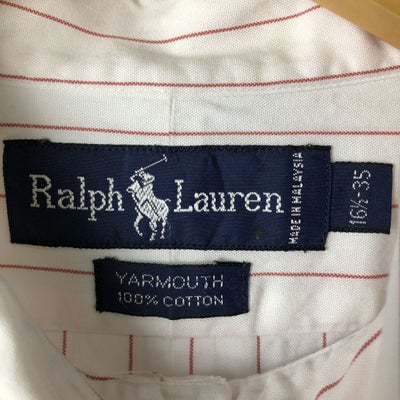 Ralph Lauren
MADE IN MALAYSIA
16½-35
YARMOUTH
100% COTTON